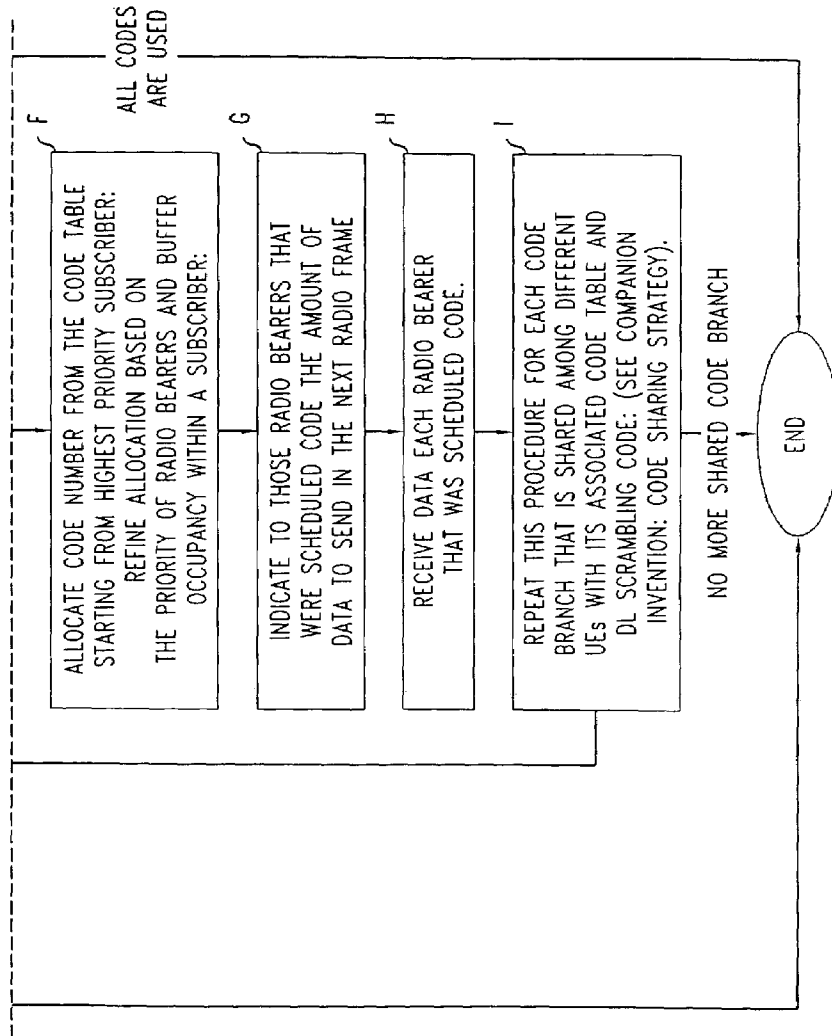 ALL CODES
ARE USED
F
ALLOCATE CODE NUMBER FROM THE CODE TABLE
STARTING FROM HIGHEST PRIORITY SUBSCRIBER:
REFINE ALLOCATION BASED ON
THE PRIORITY OF RADIO BEARERS AND BUFFER
OCCUPANCY WITHIN A SUBSCRIBER:
G
INDICATE TO THOSE RADIO BEARERS THAT
WERE SCHEDULED CODE THE AMOUNT OF
DATA TO SEND IN THE NEXT RADIO FRAME
H
RECEIVE DATA EACH RADIO BEARER
THAT WAS SCHEDULED CODE.
I
REPEAT THIS PROCEDURE FOR EACH CODE
BRANCH THAT IS SHARED AMONG DIFFERENT
UEs WITH ITS ASSOCIATED CODE TABLE AND
DL SCRAMBLING CODE: (SEE COMPANION
INVENTION: CODE SHARING STRATEGY).
NO MORE SHARED CODE BRANCH
END